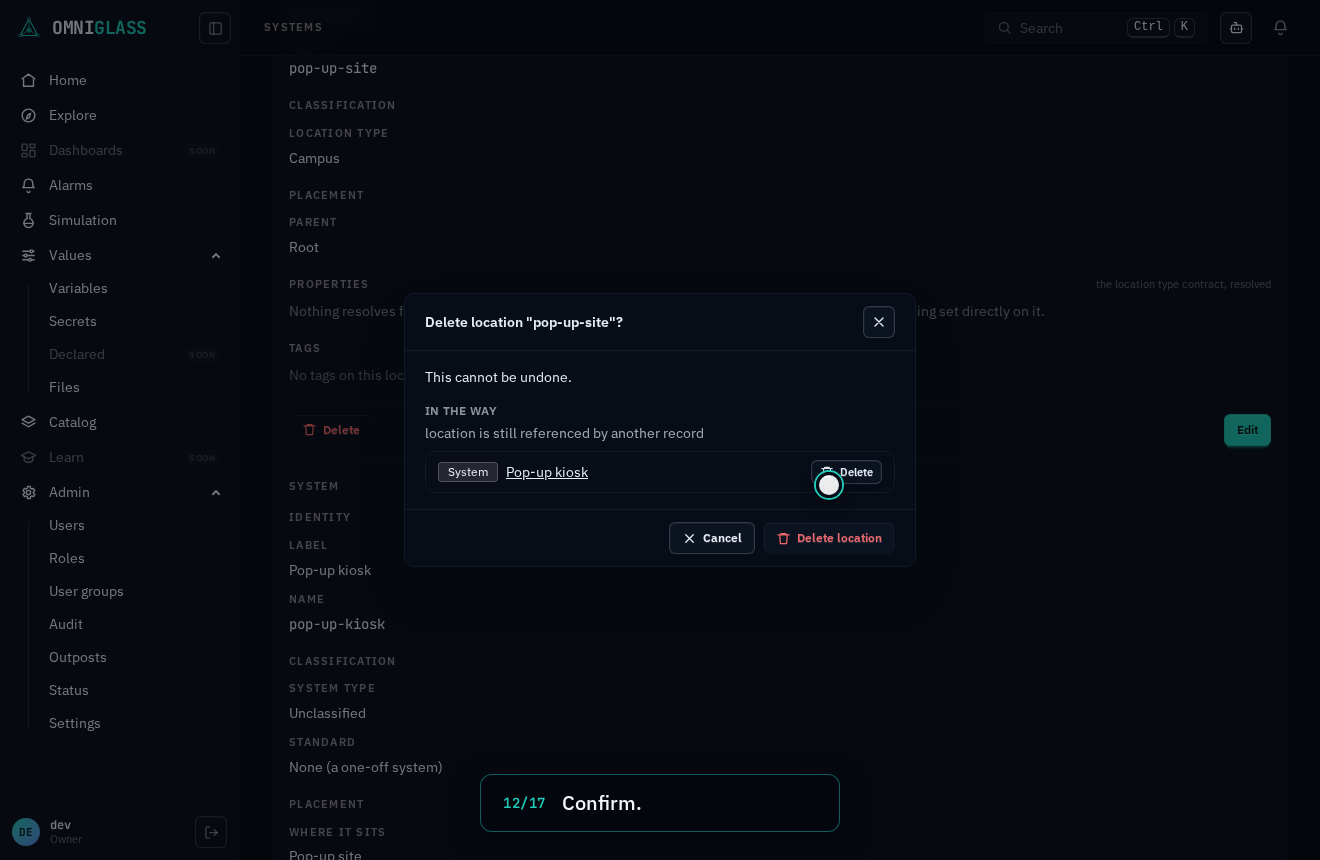 OMNIGLASS
SYSTEMS
Search
Ctrl
K
Home
Explore
Dashboards
SOON
Alarms
Simulation
Values
Variables
Secrets
Declared
SOON
Files
Catalog
Learn
SOON
Admin
Users
Roles
User groups
Audit
Outposts
Status
Settings
DE
dev
Owner
pop-up-site
CLASSIFICATION
LOCATION TYPE
Campus
PLACEMENT
PARENT
Root
PROPERTIES
the location type contract, resolved
Nothing resolves f
ing set directly on it.
TAGS
No tags on this loc
Delete
Edit
SYSTEM
IDENTITY
LABEL
Pop-up kiosk
NAME
pop-up-kiosk
CLASSIFICATION
SYSTEM TYPE
Unclassified
STANDARD
None (a one-off system)
PLACEMENT
WHERE IT SITS
Pop-up site
Delete location "pop-up-site"?
This cannot be undone.
IN THE WAY
location is still referenced by another record
System
Pop-up kiosk
Delete
Cancel
Delete location
12/17
Confirm.